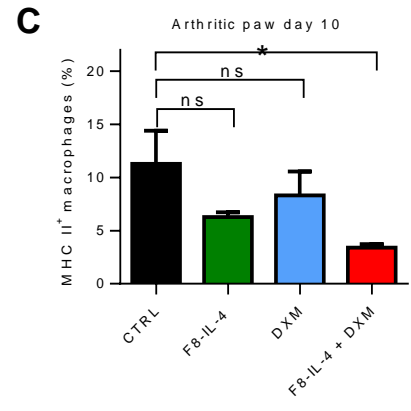 C
Arthritic paw day 10
MHC II+ macrophages (%)
20
15
10
5
0
*
ns
ns
CTRL
F8-IL-4
DXM
F8-IL-4 + DXM